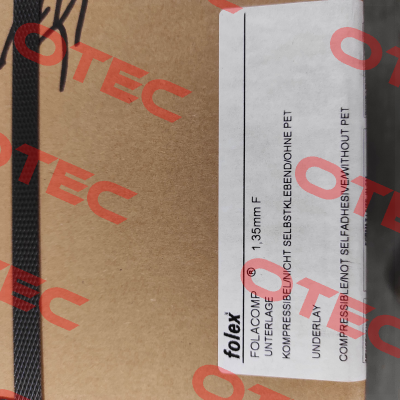 folex
FOLACOMP ® 1,35mm F
UNTERLAGE
KOMPRESSIBEL/NICHT SELBSTKLEBEND/OHNE PET
UNDERLAY
COMPRESSIBLE/NOT SELFADHESIVE/WITHOUT PET
OTEC
OTEC
OTEC
OTEC
OTEC